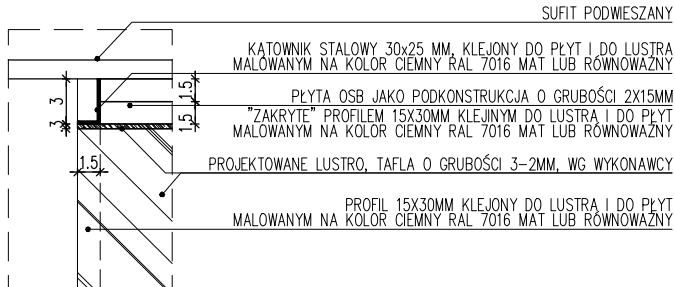 SUFIT PODWIESZANY
KĄTOWNIK STALOWY 30x25 MM, KLEJONY DO PŁYT I DO LUSTRA
MALOWANYM NA KOLOR CIEMNY RAL 7016 MAT LUB RÓWNOWAŻNY
PŁYTA OSB JAKO PODKONSTRUKCJA O GRUBOŚCI 2X15MM
"ZAKRYTE" PROFILEM 15X30MM KLEJINYM DO LUSTRA I DO PŁYT
MALOWANYM NA KOLOR CIEMNY RAL 7016 MAT LUB RÓWNOWAŻNY
PROJEKTOWANE LUSTRO, TAFLA O GRUBOŚCI 3-2MM, WG WYKONAWCY
PROFIL 15X30MM KLEJONY DO LUSTRA I DO PŁYT
MALOWANYM NA KOLOR CIEMNY RAL 7016 MAT LUB RÓWNOWAŻNY
3
3
1.5
1.5
1.5